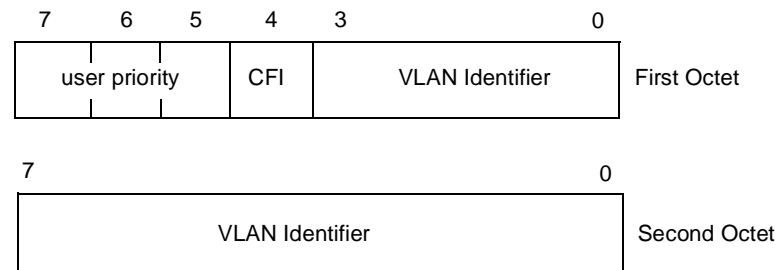 7 6 5 4 3 0
user priority CFI VLAN Identifier First Octet
7 0
VLAN Identifier Second Octet